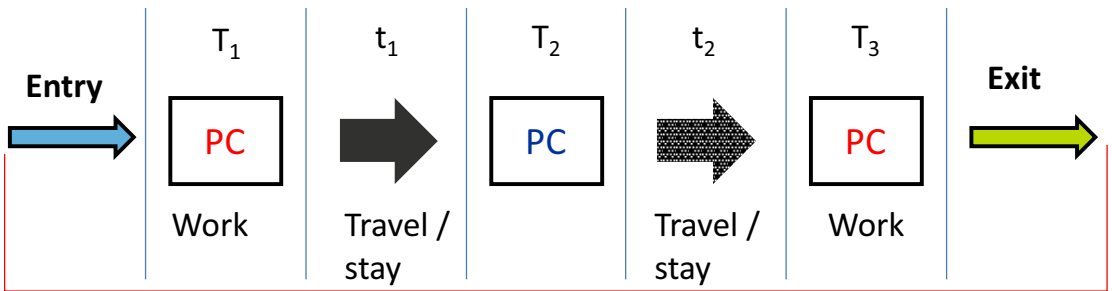 T₁ t₁ T₂ t₂ T₃
Entry Exit
PC PC PC
Work Travel / Travel / Work
stay stay